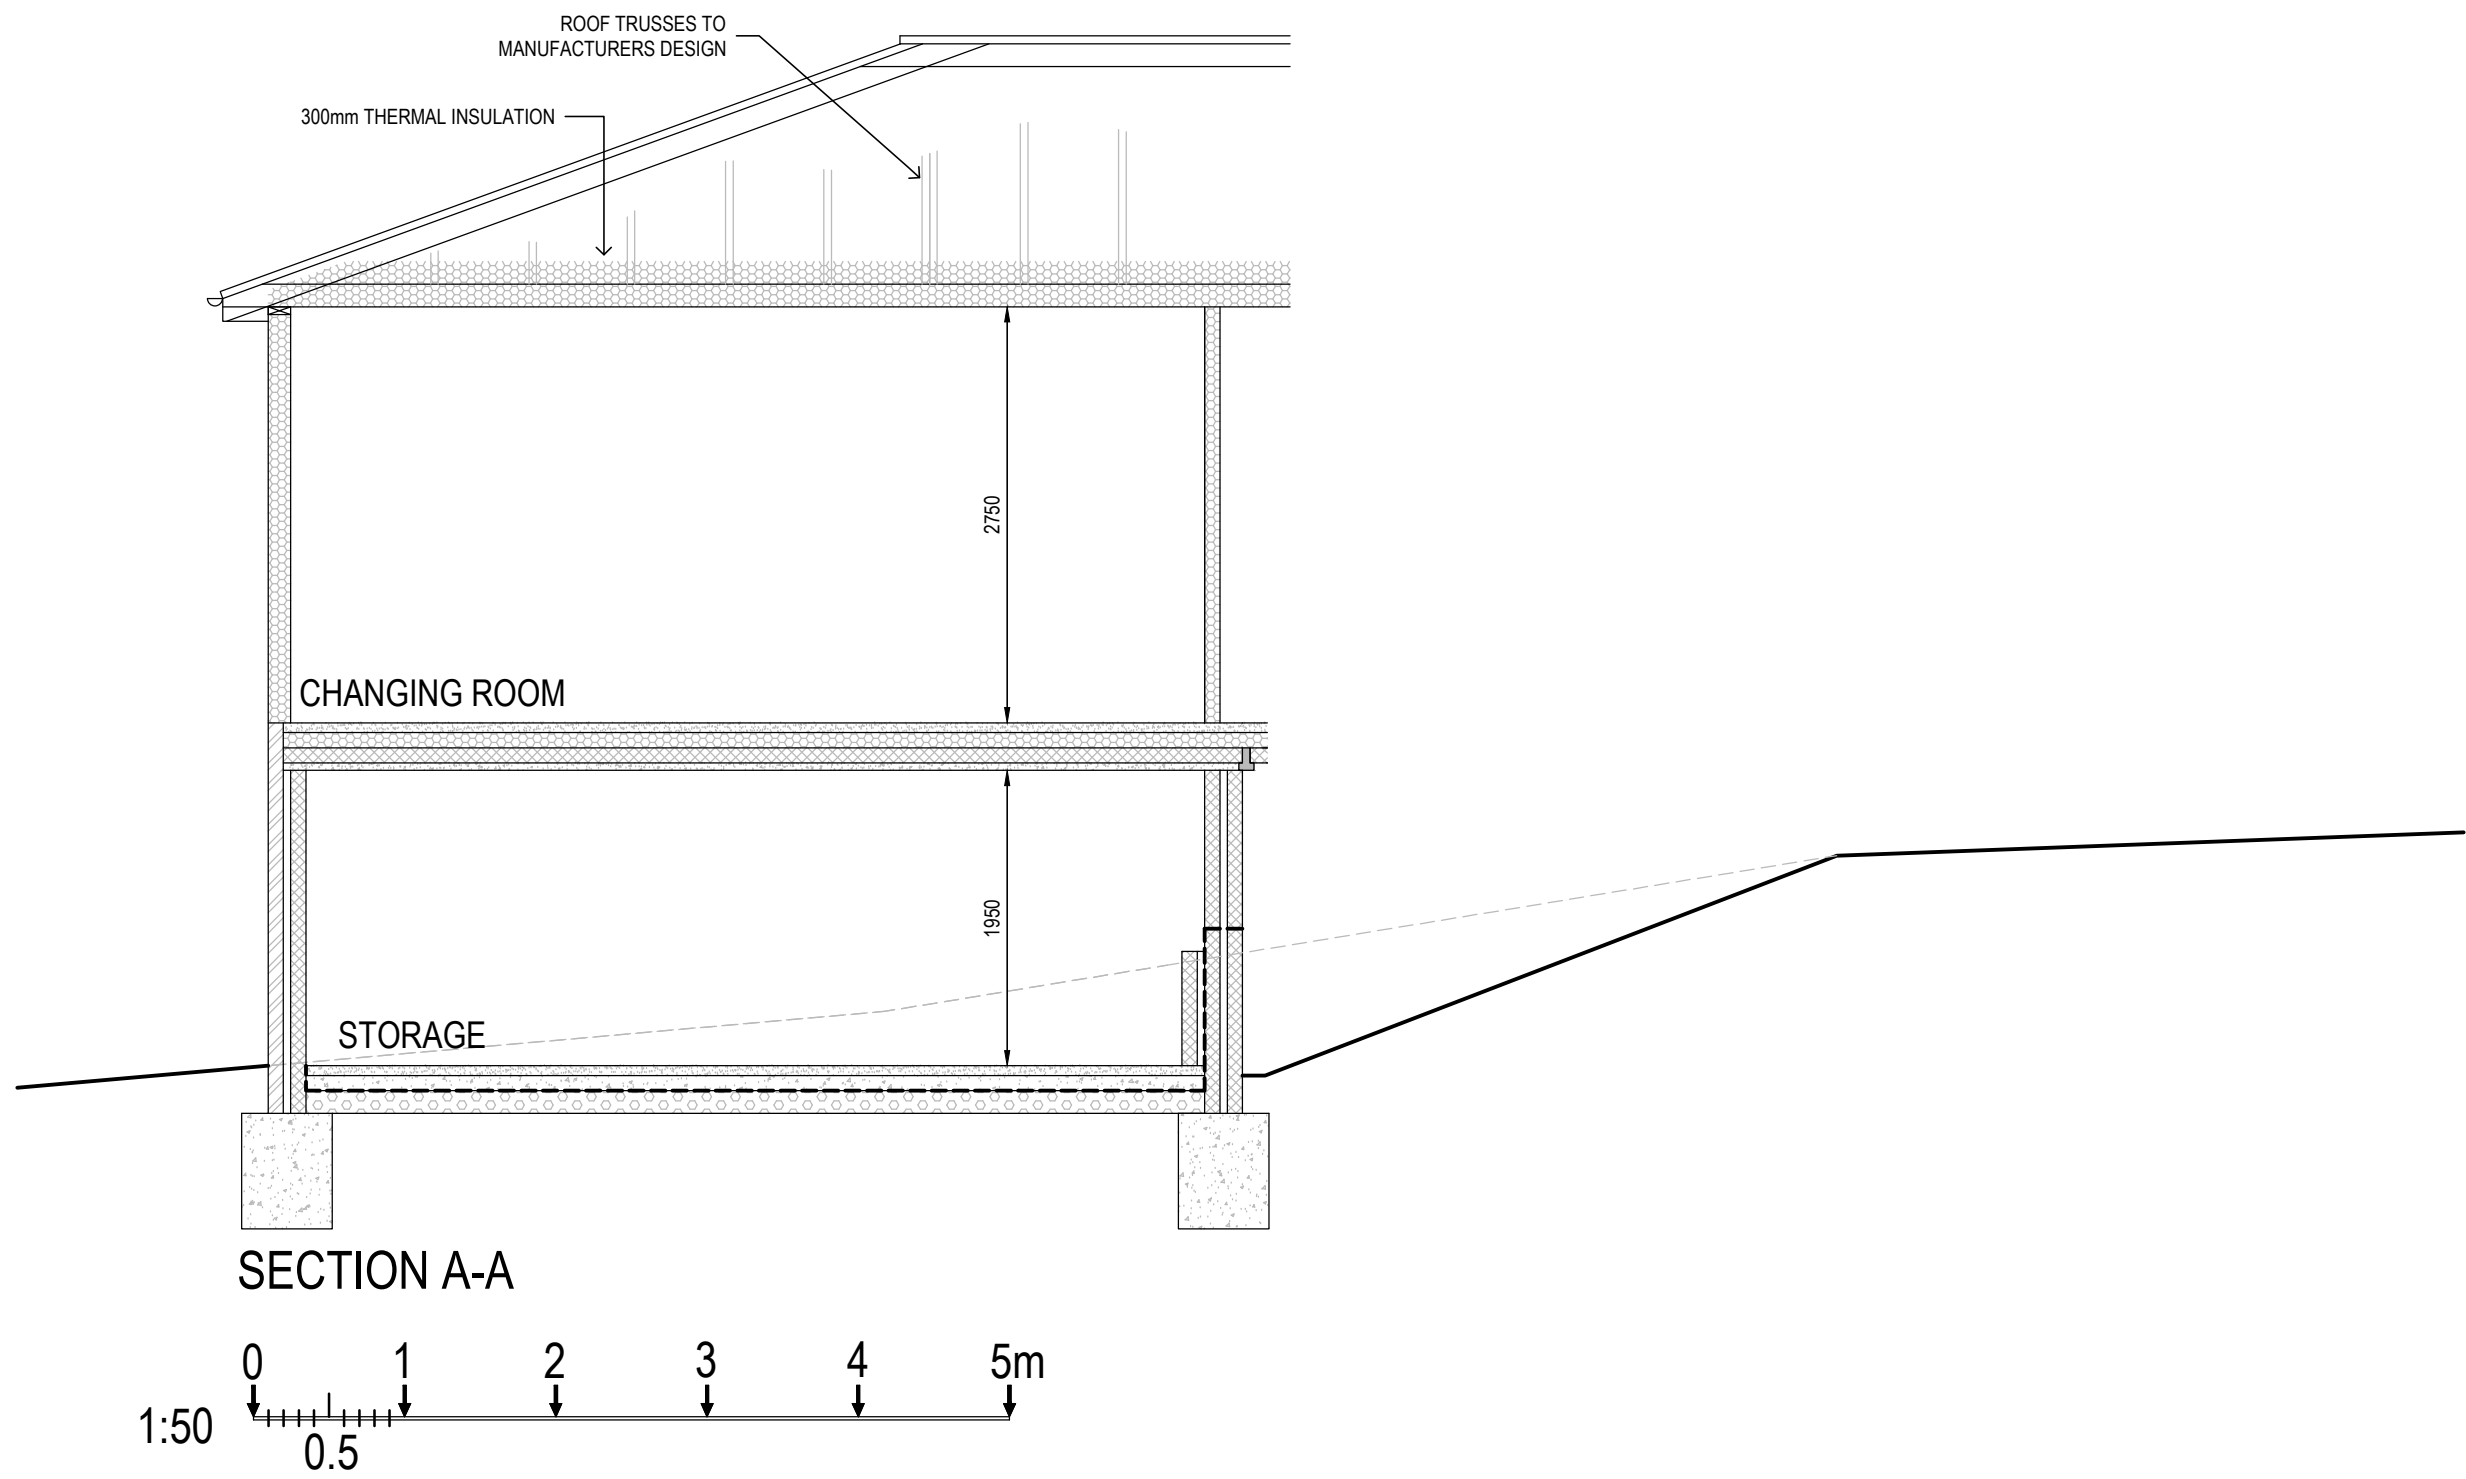 ROOF TRUSSES TO
MANUFACTURERS DESIGN
300mm THERMAL INSULATION
2750
CHANGING ROOM
1950
STORAGE
SECTION A-A
0 1 2 3 4 5m
1:50
0.5